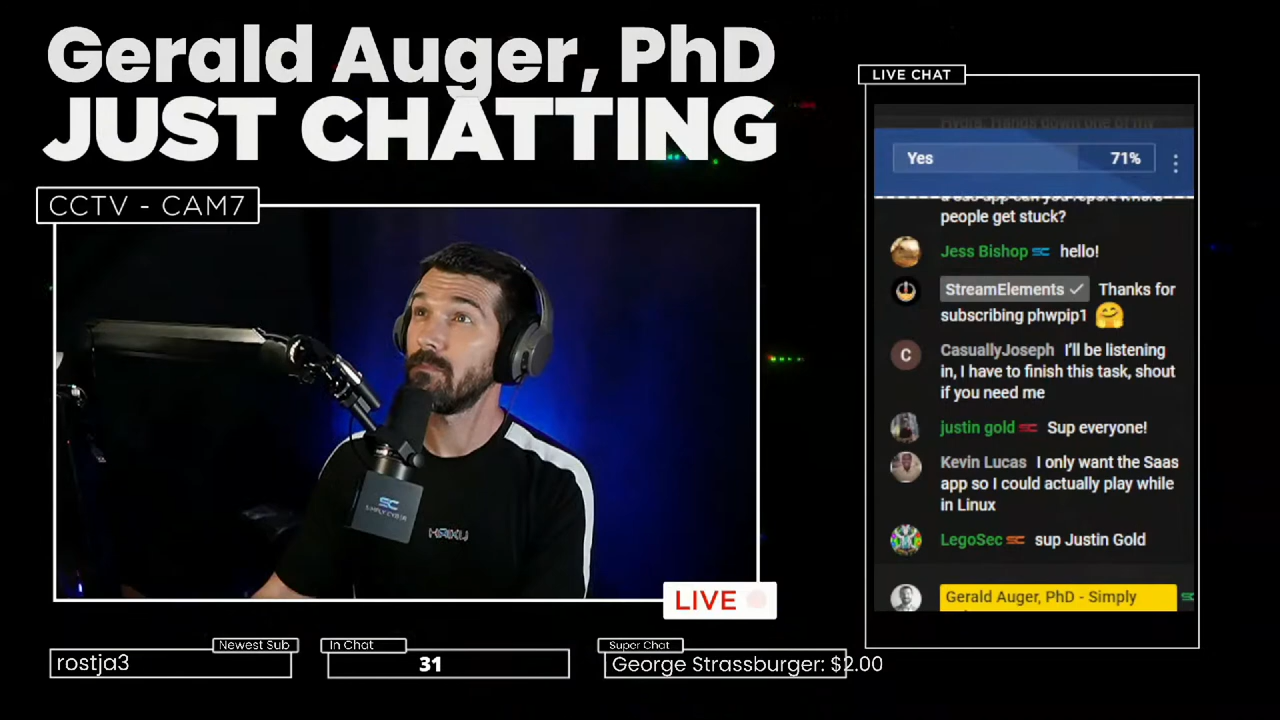 Gerald Auger, PhD
JUST CHATTING
CCTV - CAM7
SIMPLY CYBER
HAIKU
LIVE
Newest Sub
rostja3
In Chat
31
Super Chat
George Strassburger: $2.00
LIVE CHAT
Yes 71%
people get stuck?
Jess Bishop hello!
StreamElements Thanks for
subscribing phwpip1
C
CasuallyJoseph I'll be listening
in, I have to finish this task, shout
if you need me
justin gold Sup everyone!
Kevin Lucas I only want the Saas
app so I could actually play while
in Linux
LegoSec sup Justin Gold
Gerald Auger, PhD - Simply